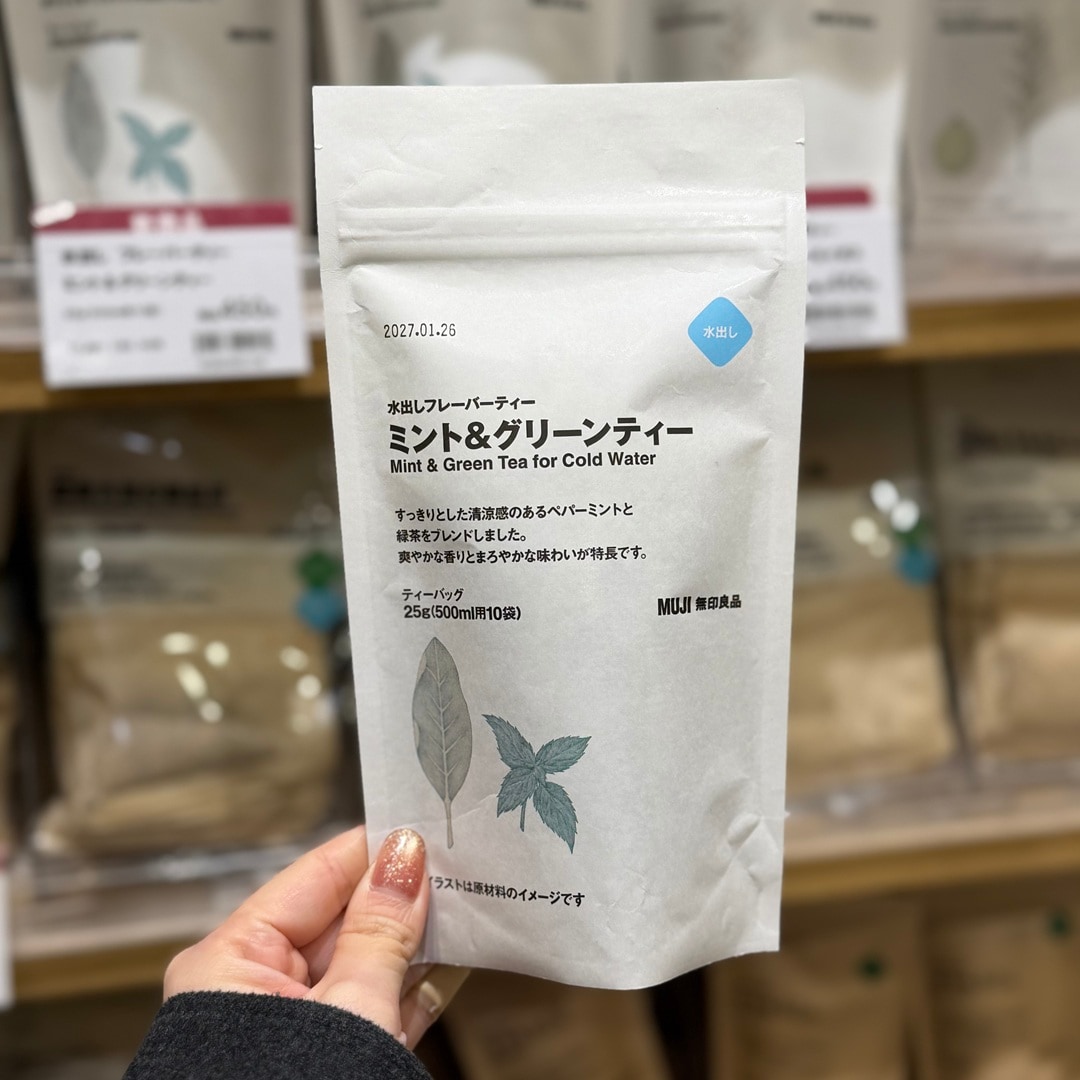 2027.01.26
水出し
水出しフレーバーティー
ミント&グリーンティー
Mint & Green Tea for Cold Water
すっきりとした清涼感のあるペパーミントと
緑茶をブレンドしました。
爽やかな香りとまろやかな味わいが特長です。
ティーバッグ
25g(500ml用10袋)
MUJI 無印良品
イラストは原材料のイメージです